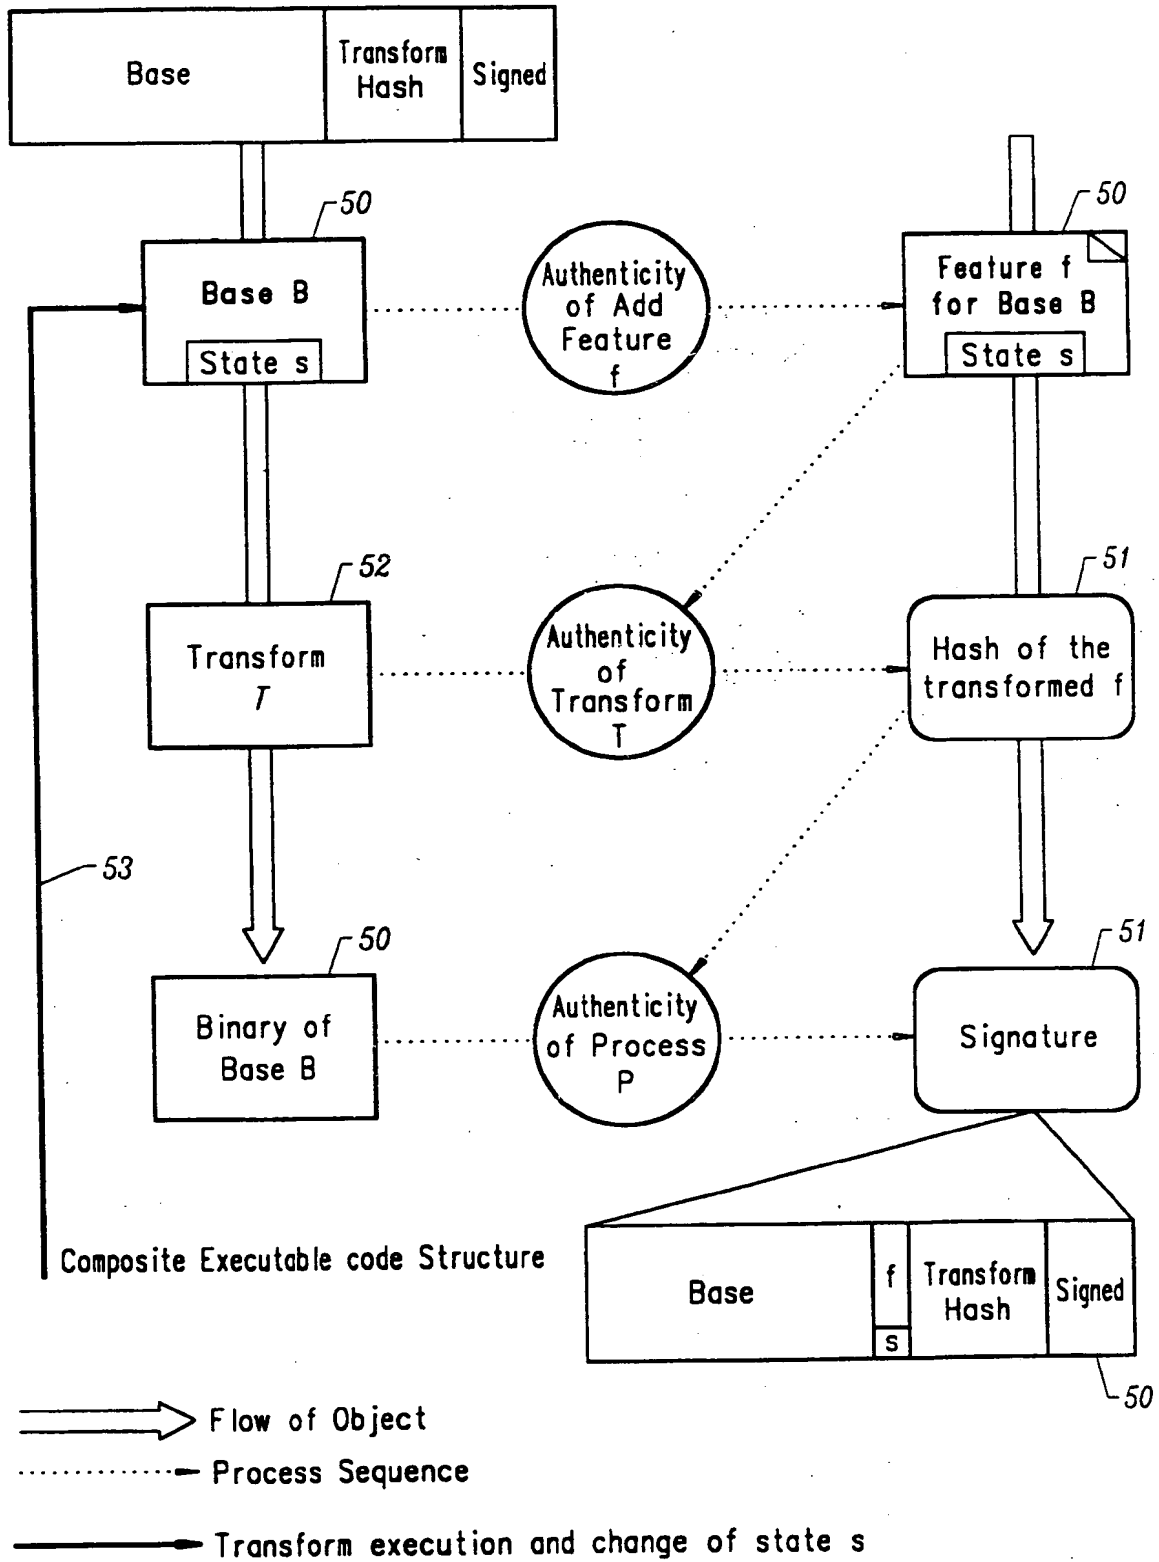 Base
Transform
Hash
Signed
50
50
Base B
State s
Authenticity
of Add
Feature
f
Feature f
for Base B
State s
52
51
Transform
T
Authenticity
of
Transform
T
Hash of the
transformed f
53
50
51
Binary of
Base B
Authenticity
of Process
P
Signature
Composite Executable code Structure
Base
f
s
Transform
Hash
Signed
50
Flow of Object
Process Sequence
Transform execution and change of state s